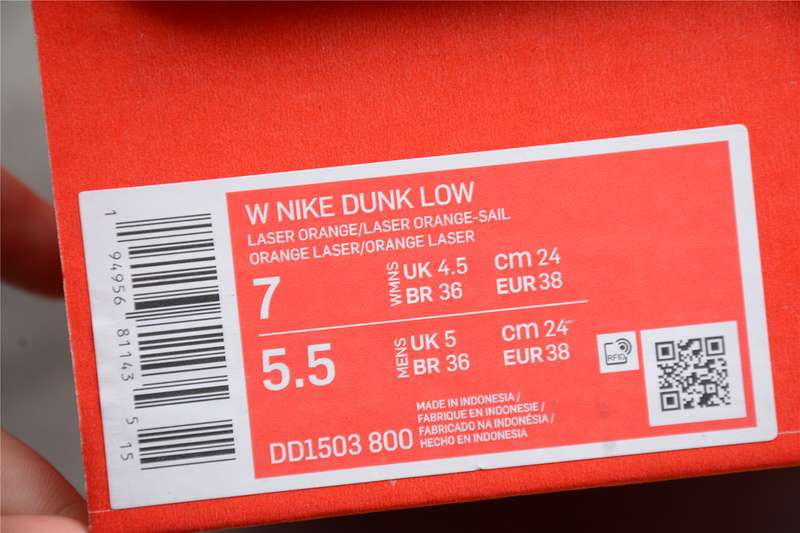 W NIKE DUNK LOW
LASER ORANGE/LASER ORANGE-SAIL
ORANGE LASER/ORANGE LASER
7 WMNS UK 4.5 cm 24
BR 36 EUR 38
5.5 MENS UK 5 cm 24
BR 36 EUR 38
RFID
MADE IN INDONESIA /
FABRIQUE EN INDONESIE /
FABRICADO NA INDONÉSIA /
HECHO EN INDONESIA
DD1503 800
1 94956 81143 5 15